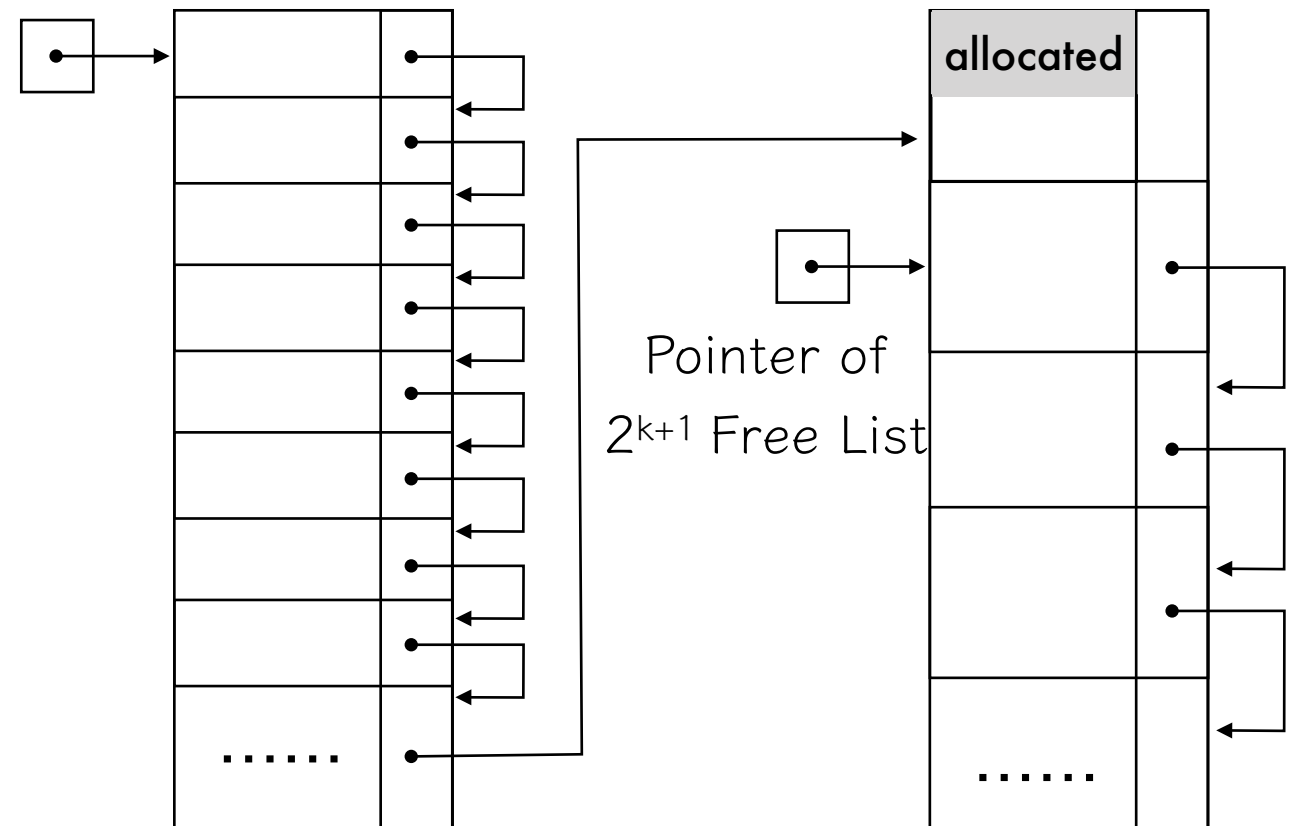 allocated
Pointer of
2ᵏ⁺¹ Free List
......
......